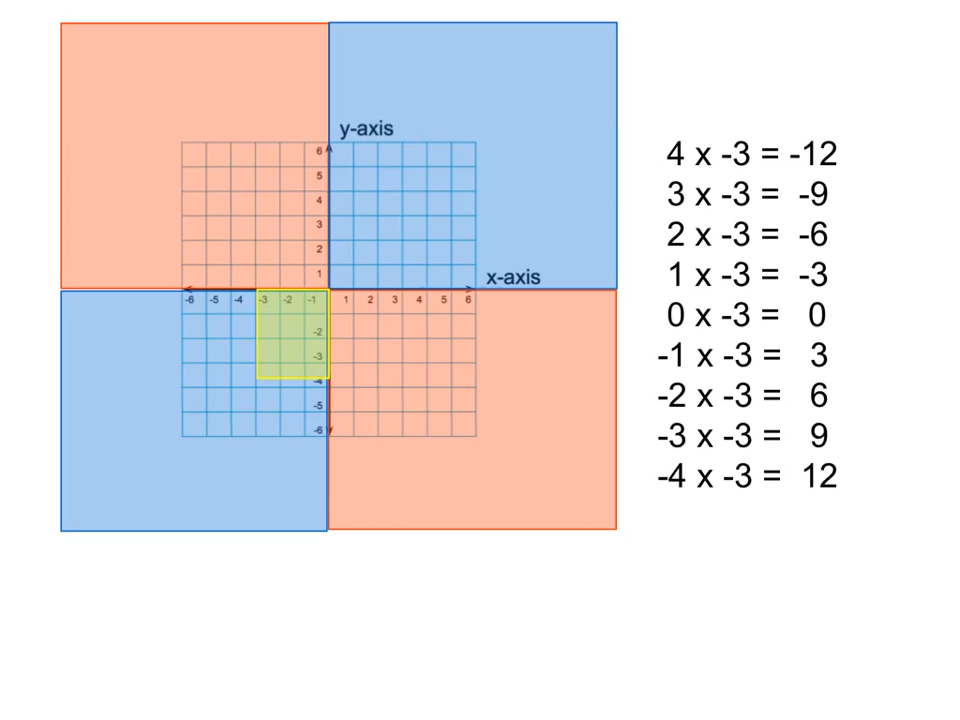 y-axis
6
5
4
3
2
1
x-axis
-6 -5 -4 -3 -2 -1 1 2 3 4 5 6
-2
-3
-4
-5
-6
4 x -3 = -12
3 x -3 = -9
2 x -3 = -6
1 x -3 = -3
0 x -3 = 0
-1 x -3 = 3
-2 x -3 = 6
-3 x -3 = 9
-4 x -3 = 12